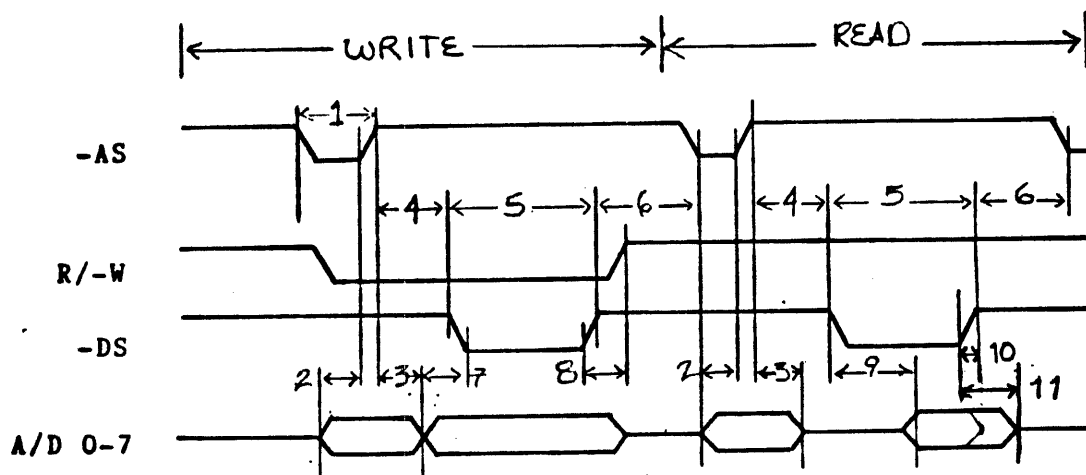 WRITE READ
1
-AS
4 5 6 4 5 6
R/-W
-DS
2 3 7 8 2 3 9 10
11
A/D 0-7